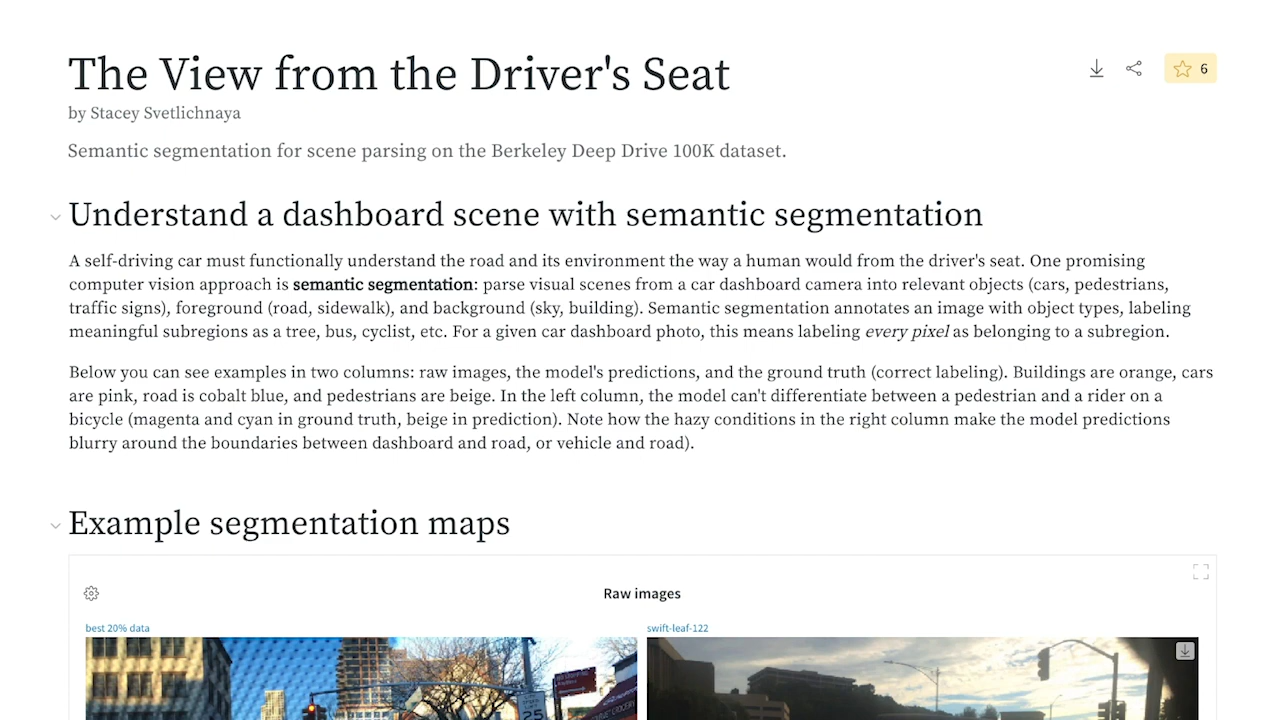 The View from the Driver's Seat
6
by Stacey Svetlichnaya
Semantic segmentation for scene parsing on the Berkeley Deep Drive 100K dataset.
Understand a dashboard scene with semantic segmentation
A self-driving car must functionally understand the road and its environment the way a human would from the driver's seat. One promising
computer vision approach is semantic segmentation: parse visual scenes from a car dashboard camera into relevant objects (cars, pedestrians,
traffic signs), foreground (road, sidewalk), and background (sky, building). Semantic segmentation annotates an image with object types, labeling
meaningful subregions as a tree, bus, cyclist, etc. For a given car dashboard photo, this means labeling every pixel as belonging to a subregion.
Below you can see examples in two columns: raw images, the model's predictions, and the ground truth (correct labeling). Buildings are orange, cars
are pink, road is cobalt blue, and pedestrians are beige. In the left column, the model can't differentiate between a pedestrian and a rider on a
bicycle (magenta and cyan in ground truth, beige in prediction). Note how the hazy conditions in the right column make the model predictions
blurry around the boundaries between dashboard and road, or vehicle and road).
Example segmentation maps
Raw images
best 20% data
swift-leaf-122
25